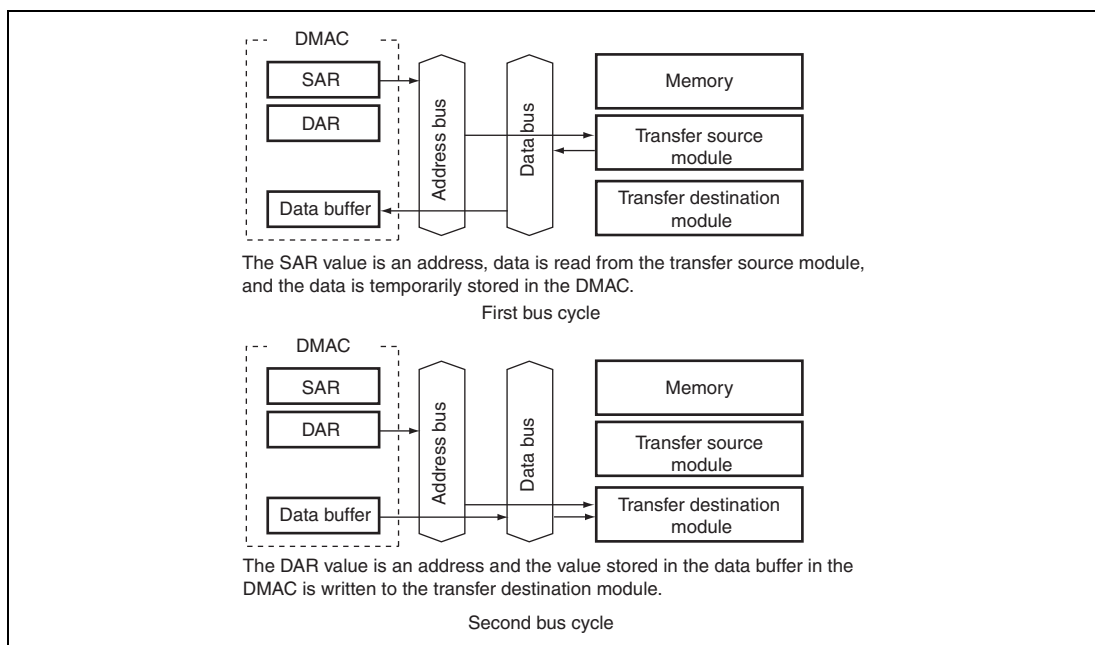 DMAC
SAR
DAR
Data buffer
Address bus
Data bus
Memory
Transfer source
module
Transfer destination
module
The SAR value is an address, data is read from the transfer source module,
and the data is temporarily stored in the DMAC.
First bus cycle
DMAC
SAR
DAR
Data buffer
Address bus
Data bus
Memory
Transfer source
module
Transfer destination
module
The DAR value is an address and the value stored in the data buffer in the
DMAC is written to the transfer destination module.
Second bus cycle